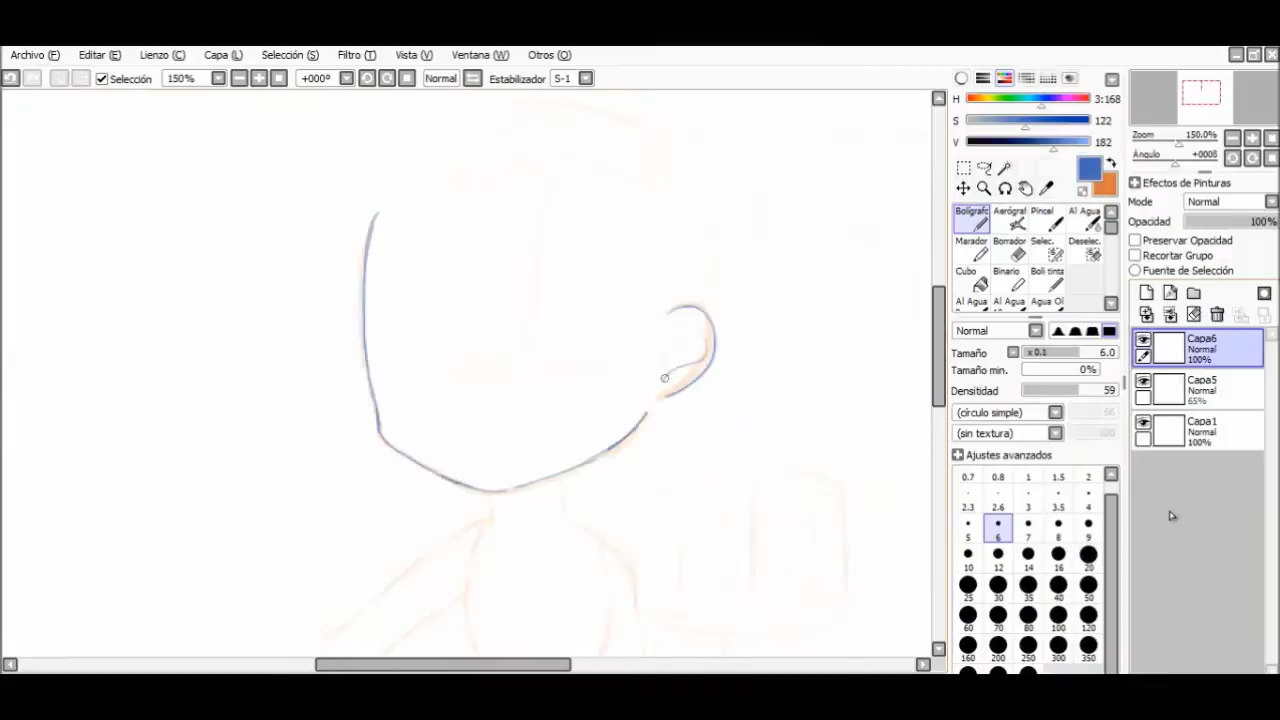 Archivo (F) Editar (E) Lienzo (C) Capa (L) Selección (S) Filtro (T) Vista (V) Ventana (W) Otros (O)
Selección 150% +000º Normal Estabilizador S-1
H 3:168
S 122
V 182
Bolígrafo Aerógraf Pincel Al Agua
Marador Borrador Selec. Deselec.
Cubo Binario Boli tinta
Al Agua Al Agua Agua Ol
Normal
Tamaño x 0.1 6.0
Tamaño min. 0%
Densitidad 59
(círculo simple)
(sin textura)
Ajustes avanzados
0.7 0.8 1 1.5 2
2.3 2.6 3 3.5 4
5 6 7 8 9
10 12 14 16 20
25 30 35 40 50
60 70 80 100 120
160 200 250 300 350
Zoom 150.0%
Ángulo
Efectos de Pinturas
Mode Normal
Opacidad 100%
Preservar Opacidad
Recortar Grupo
Fuente de Selección
Capa6
Normal
100%
Capa5
Normal
65%
Capa1
Normal
100%